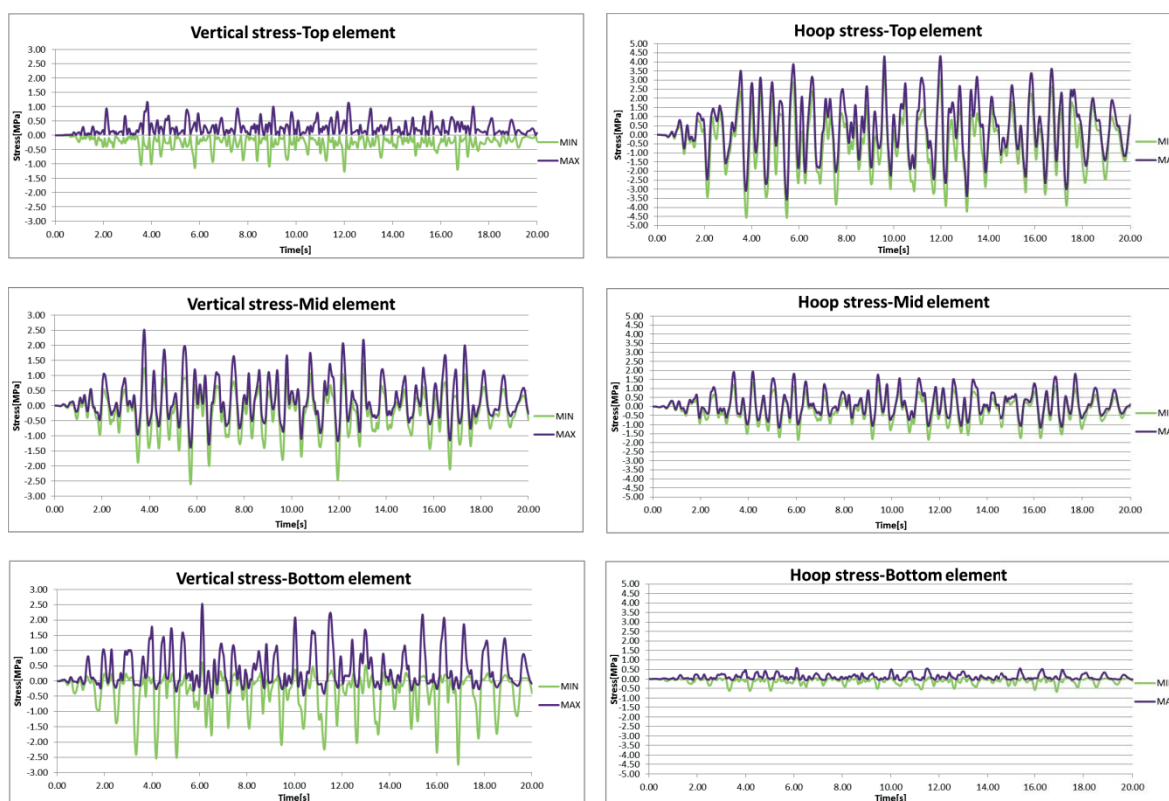 Vertical stress-Top element
Stress[MPa]
3.00
2.50
2.00
1.50
1.00
0.50
0.00
-0.50
-1.00
-1.50
-2.00
-2.50
-3.00
MIN
MAX
0.00 2.00 4.00 6.00 8.00 10.00 12.00 14.00 16.00 18.00 20.00
Time[s]
Hoop stress-Top element
Stress[MPa]
5.00
4.50
4.00
3.50
3.00
2.50
2.00
1.50
1.00
0.50
0.00
-0.50
-1.00
-1.50
-2.00
-2.50
-3.00
-3.50
-4.00
-4.50
-5.00
MI
MA
0.00 2.00 4.00 6.00 8.00 10.00 12.00 14.00 16.00 18.00 20.00
Time[s]
Vertical stress-Mid element
Stress[MPa]
3.00
2.50
2.00
1.50
1.00
0.50
0.00
-0.50
-1.00
-1.50
-2.00
-2.50
-3.00
MIN
MAX
0.00 2.00 4.00 6.00 8.00 10.00 12.00 14.00 16.00 18.00 20.00
Time[s]
Hoop stress-Mid element
Stress[MPa]
5.00
4.50
4.00
3.50
3.00
2.50
2.00
1.50
1.00
0.50
0.00
-0.50
-1.00
-1.50
-2.00
-2.50
-3.00
-3.50
-4.00
-4.50
-5.00
MI
MA
0.00 2.00 4.00 6.00 8.00 10.00 12.00 14.00 16.00 18.00 20.00
Time[s]
Vertical stress-Bottom element
Stress[MPa]
3.00
2.50
2.00
1.50
1.00
0.50
0.00
-0.50
-1.00
-1.50
-2.00
-2.50
-3.00
MIN
MAX
0.00 2.00 4.00 6.00 8.00 10.00 12.00 14.00 16.00 18.00 20.00
Time[s]
Hoop stress-Bottom element
Stress[MPa]
5.00
4.50
4.00
3.50
3.00
2.50
2.00
1.50
1.00
0.50
0.00
-0.50
-1.00
-1.50
-2.00
-2.50
-3.00
-3.50
-4.00
-4.50
-5.00
MI
MA
0.00 2.00 4.00 6.00 8.00 10.00 12.00 14.00 16.00 18.00 20.00
Time[s]